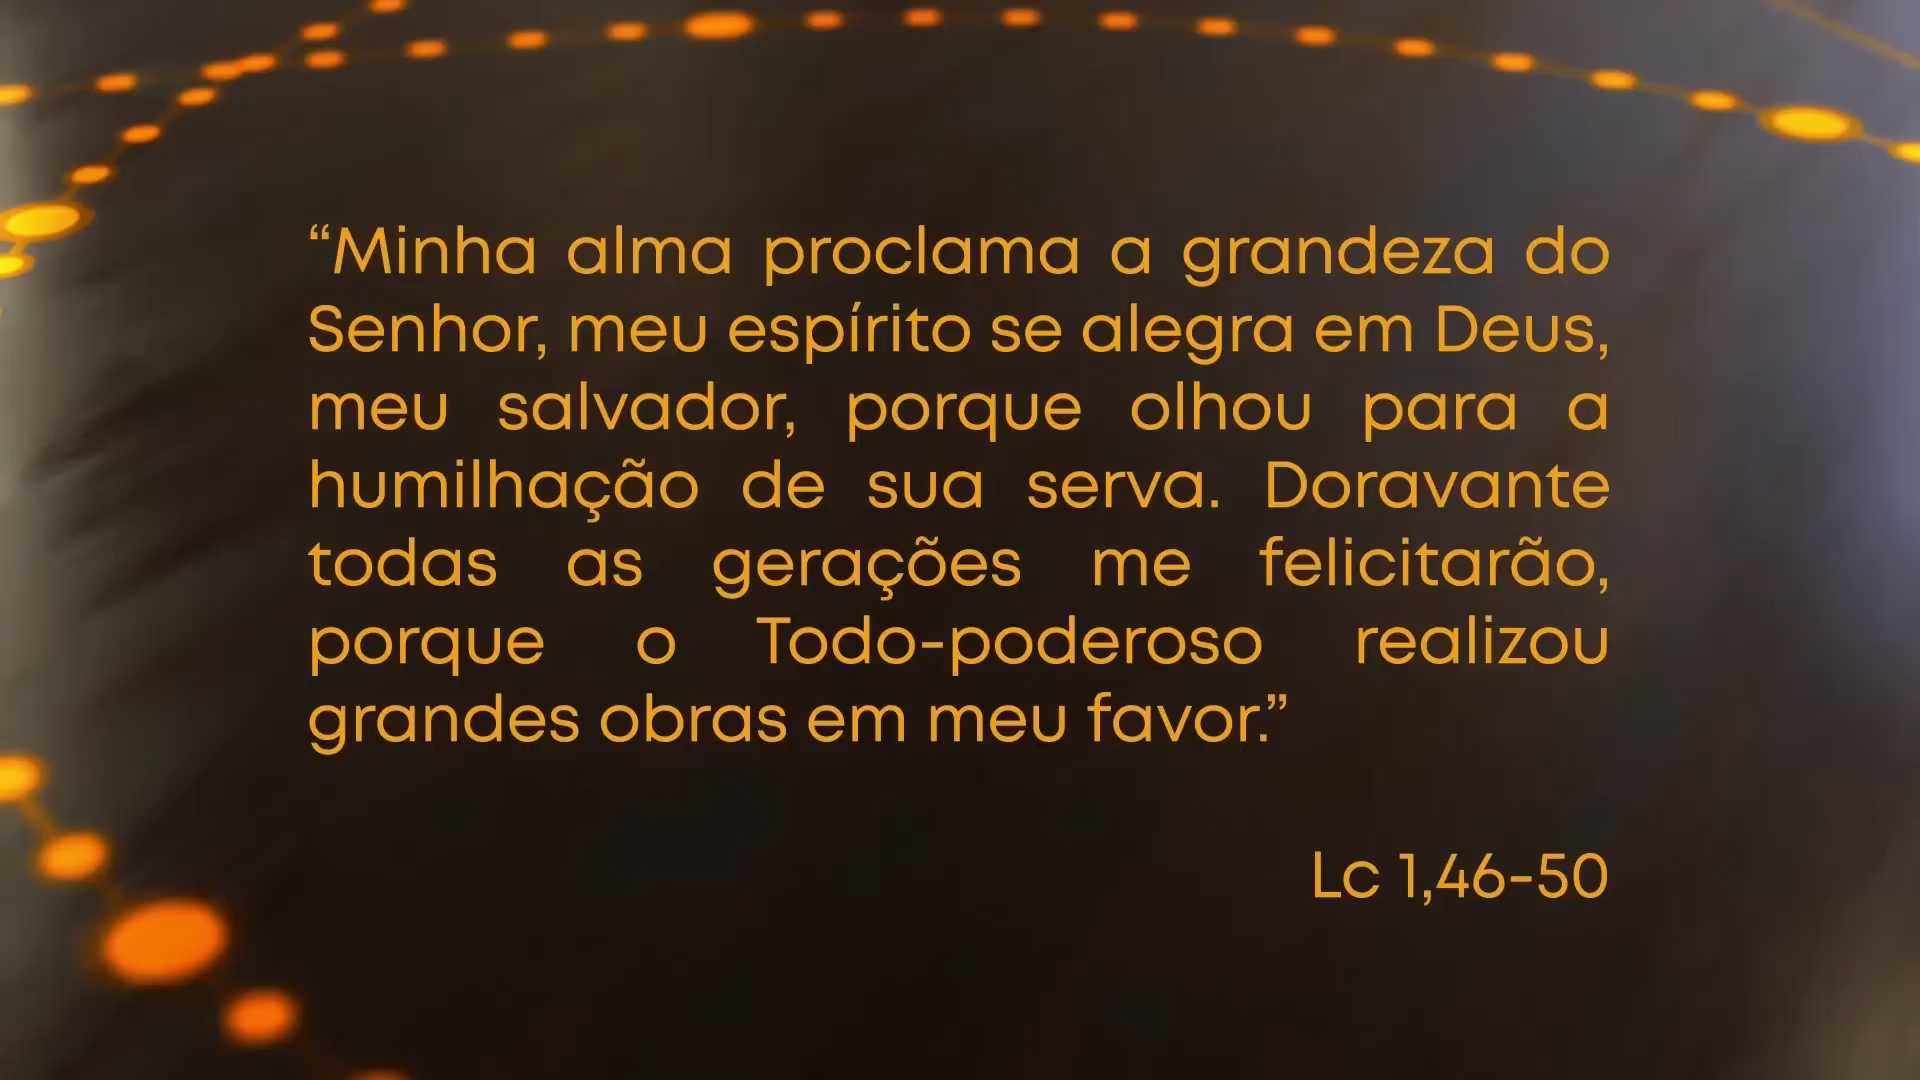 “Minha alma proclama a grandeza do
Senhor, meu espírito se alegra em Deus,
meu salvador, porque olhou para a
humilhação de sua serva. Doravante
todas as gerações me felicitarão,
porque o Todo-poderoso realizou
grandes obras em meu favor.”
Lc 1,46-50